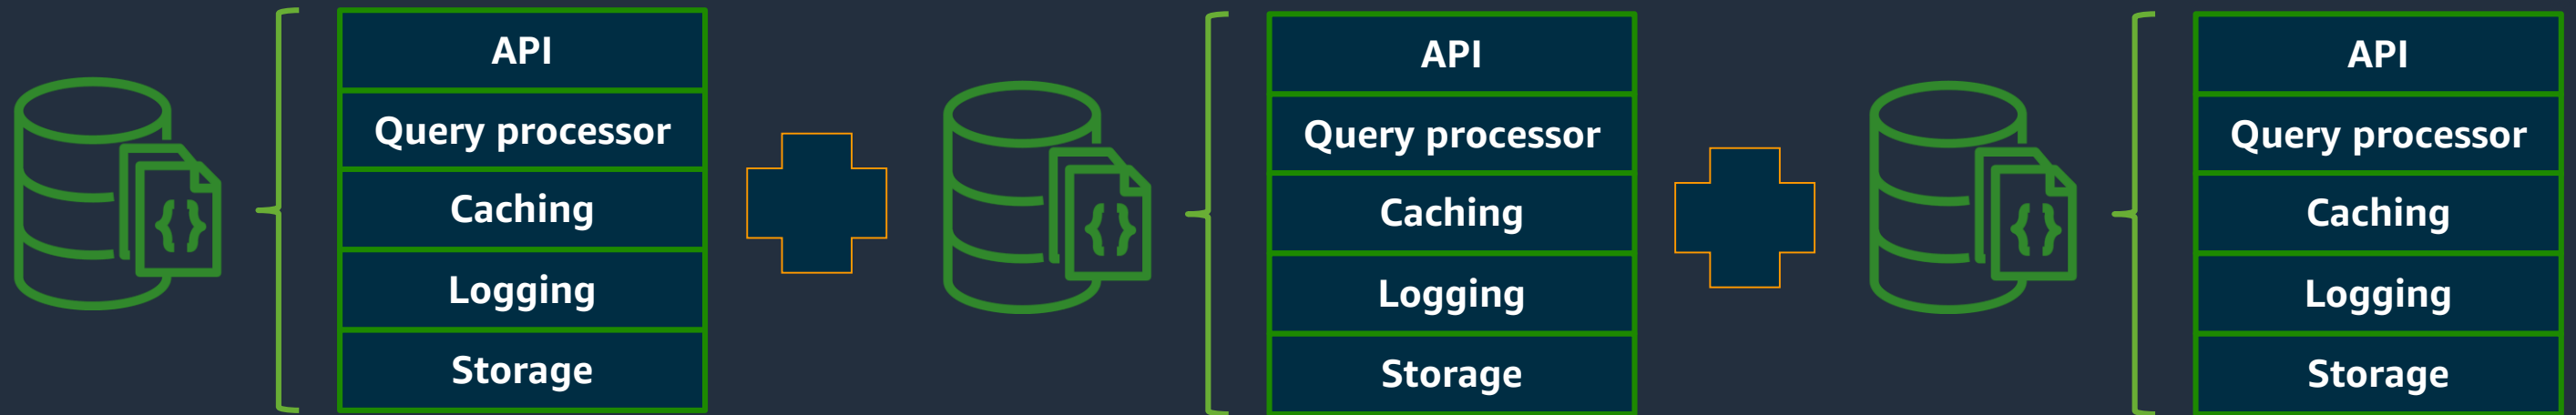 API
Query processor
Caching
Logging
Storage
{}
API
Query processor
Caching
Logging
Storage
{}
API
Query processor
Caching
Logging
Storage
{}